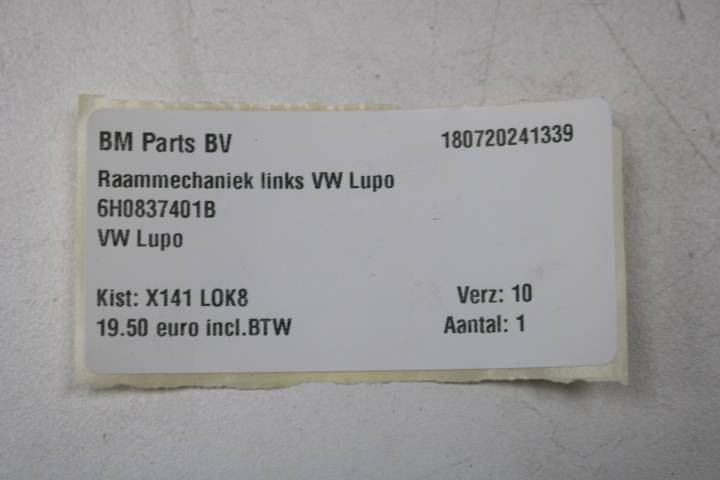 BM Parts BV 180720241339
Raammechaniek links VW Lupo
6H0837401B
VW Lupo
Kist: X141 LOK8 Verz: 10
19.50 euro incl.BTW Aantal: 1